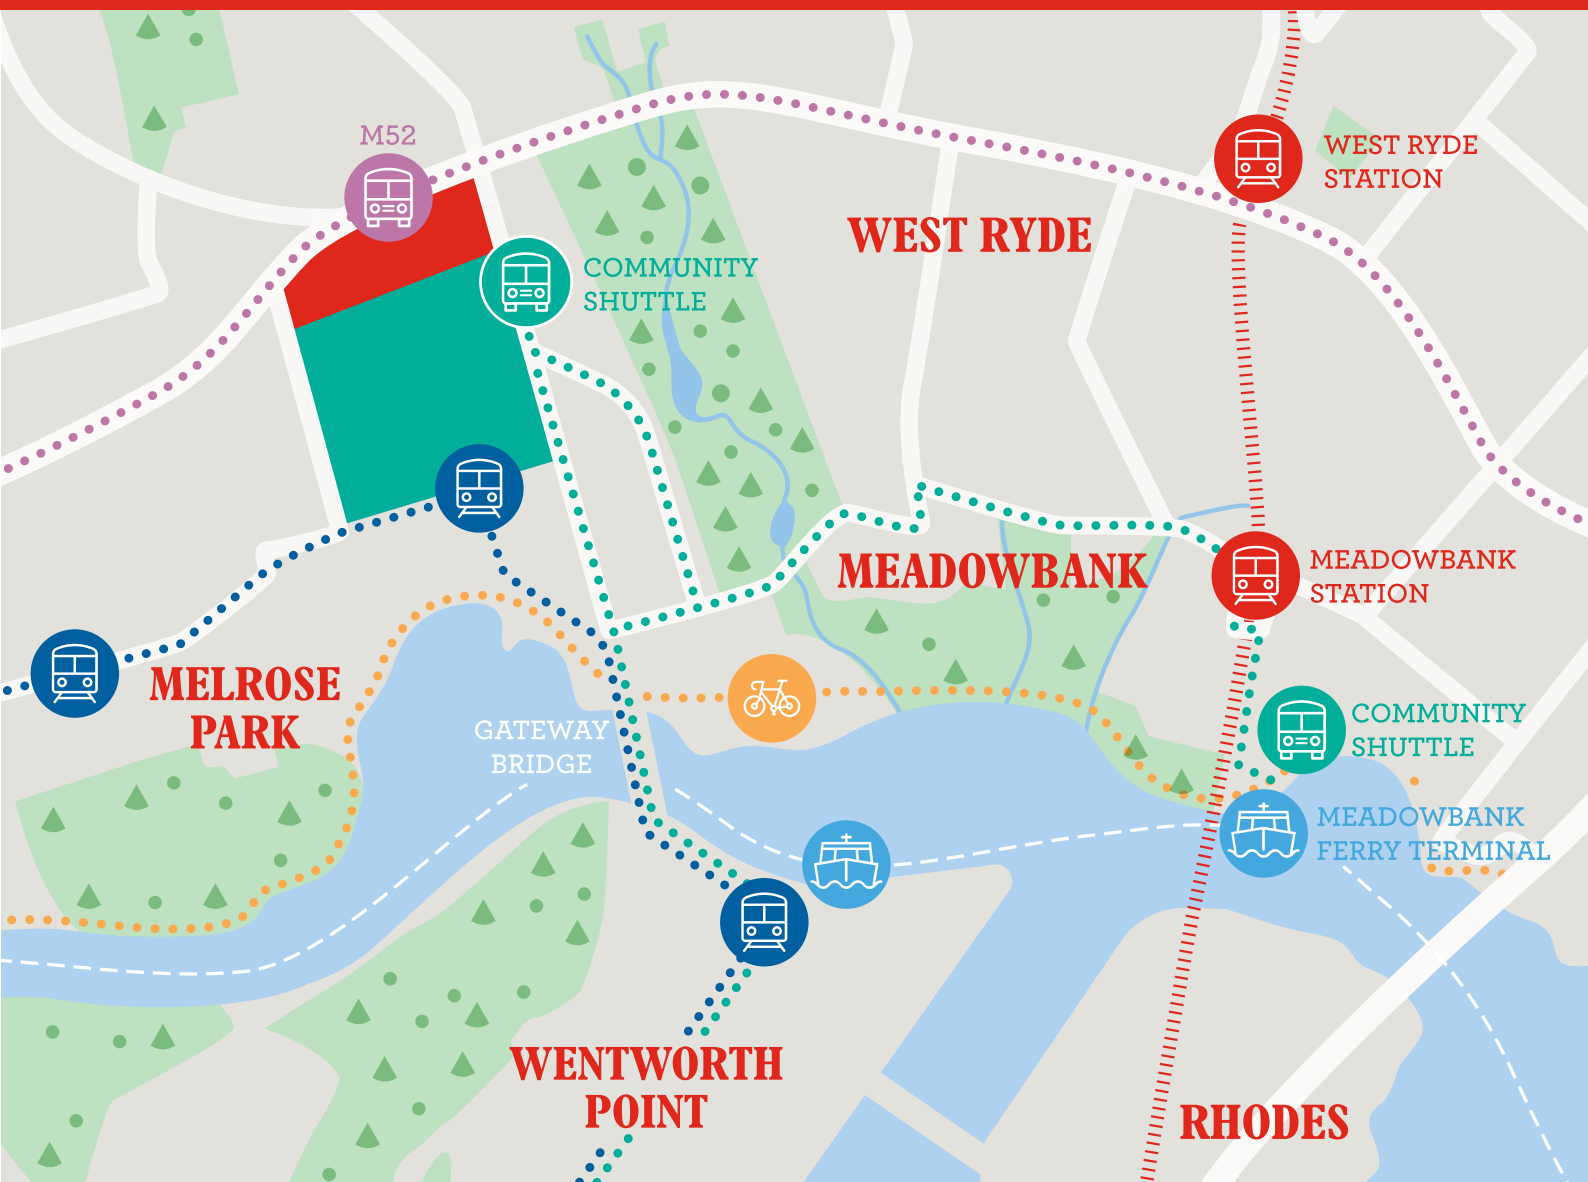 M52
WEST RYDE
STATION
WEST RYDE
COMMUNITY
SHUTTLE
MEADOWBANK
MEADOWBANK
STATION
MELROSE
PARK
GATEWAY
BRIDGE
COMMUNITY
SHUTTLE
MEADOWBANK
FERRY TERMINAL
WENTWORTH
POINT
RHODES